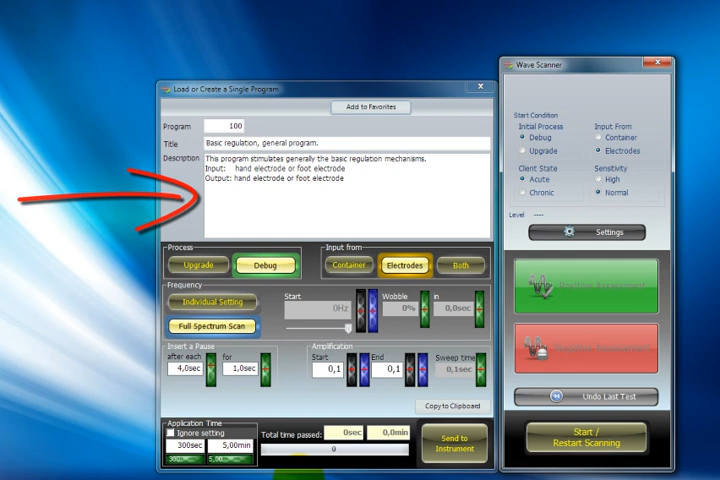 Load or Create a Single Program
X
Add to Favorites
Program 100
Title Basic regulation, general program.
Description This program stimulates generally the basic regulation mechanisms.
Input: hand electrode or foot electrode
Output: hand electrode or foot electrode
Process
Upgrade Debug
Input from
Container Electrodes Both
Frequency
Individual Setting
Full Spectrum Scan
Start Wobble in
0Hz 0% 0,0sec
Insert a Pause
after each for
4,0sec 1,0sec
Amplification
Start End Sweep time
0,1 0,1 0,1sec
Copy to Clipboard
Application Time
Ignore setting
300sec 5,00min
300 5,00
Total time passed: 0sec 0,0min
0
Send to
Instrument
Wave Scanner
X
Start Condition
Initial Process Input From
Debug Container
Upgrade Electrodes
Client State Sensitivity
Acute High
Chronic Normal
Level ----
Settings
Undo Last Test
Start /
Restart Scanning